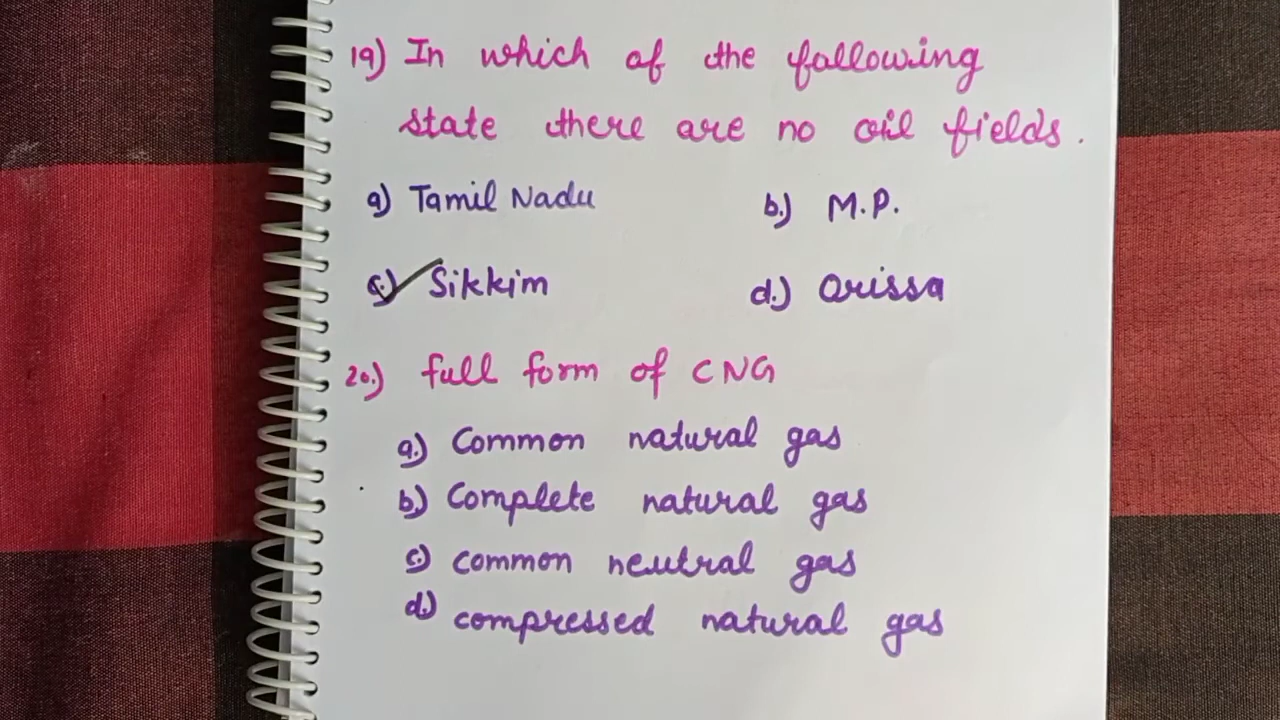 19) In which of the following
state there are no oil fields.
a) Tamil Nadu b.) M.P.
c.) Sikkim d.) Orissa
20.) full form of CNG
a.) Common natural gas
b.) Complete natural gas
c.) common neutral gas
d.) compressed natural gas